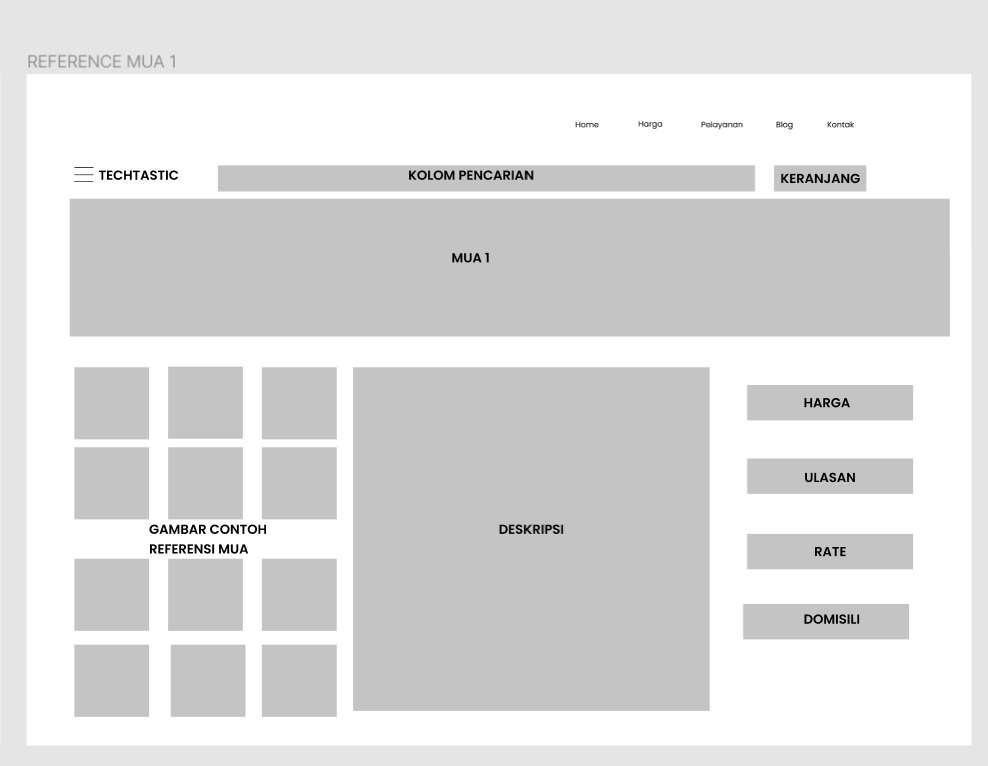 REFERENCE MUA 1
Home Harga Pelayanan Blog Kontak
TECHTASTIC KOLOM PENCARIAN KERANJANG
MUA 1
GAMBAR CONTOH
REFERENSI MUA
DESKRIPSI
HARGA
ULASAN
RATE
DOMISILI